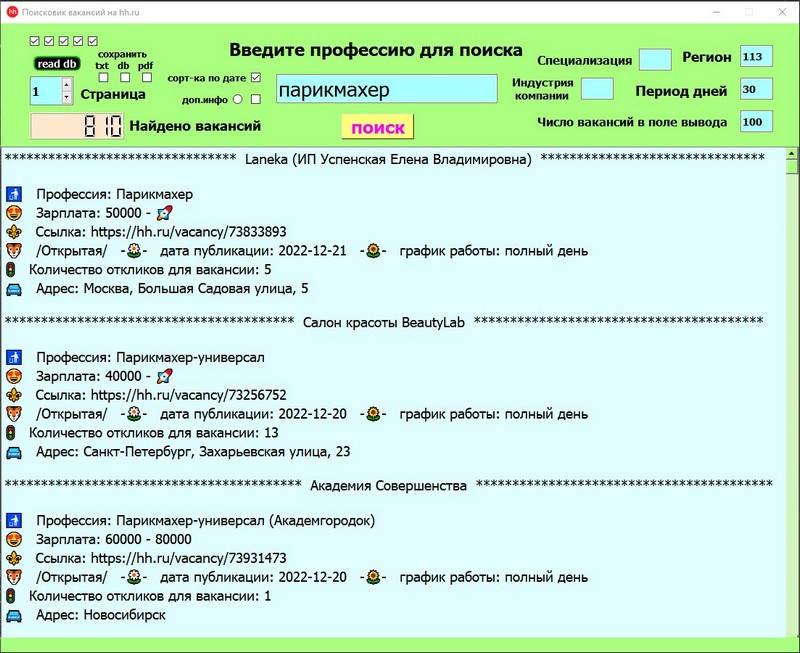 hh Поисковик вакансий на hh.ru
Введите профессию для поиска
сохранить
read db
txt db pdf
Специализация
Регион 113
1 Страница
сорт-ка по дате
доп.инфо
парикмахер
Индустрия
компании
Период дней 30
810 Найдено вакансий
поиск
Число вакансий в поле вывода 100
******************************** Laneka (ИП Успенская Елена Владимировна) *******************************
Профессия: Парикмахер
Зарплата: 50000 -
Ссылка: https://hh.ru/vacancy/73833893
/Открытая/ - - дата публикации: 2022-12-21 - - график работы: полный день
Количество откликов для вакансии: 5
Адрес: Москва, Большая Садовая улица, 5
**************************************** Салон красоты BeautyLab ****************************************
Профессия: Парикмахер-универсал
Зарплата: 40000 -
Ссылка: https://hh.ru/vacancy/73256752
/Открытая/ - - дата публикации: 2022-12-20 - - график работы: полный день
Количество откликов для вакансии: 13
Адрес: Санкт-Петербург, Захарьевская улица, 23
***************************************** Академия Совершенства *****************************************
Профессия: Парикмахер-универсал (Академгородок)
Зарплата: 60000 - 80000
Ссылка: https://hh.ru/vacancy/73931473
/Открытая/ - - дата публикации: 2022-12-20 - - график работы: полный день
Количество откликов для вакансии: 1
Адрес: Новосибирск